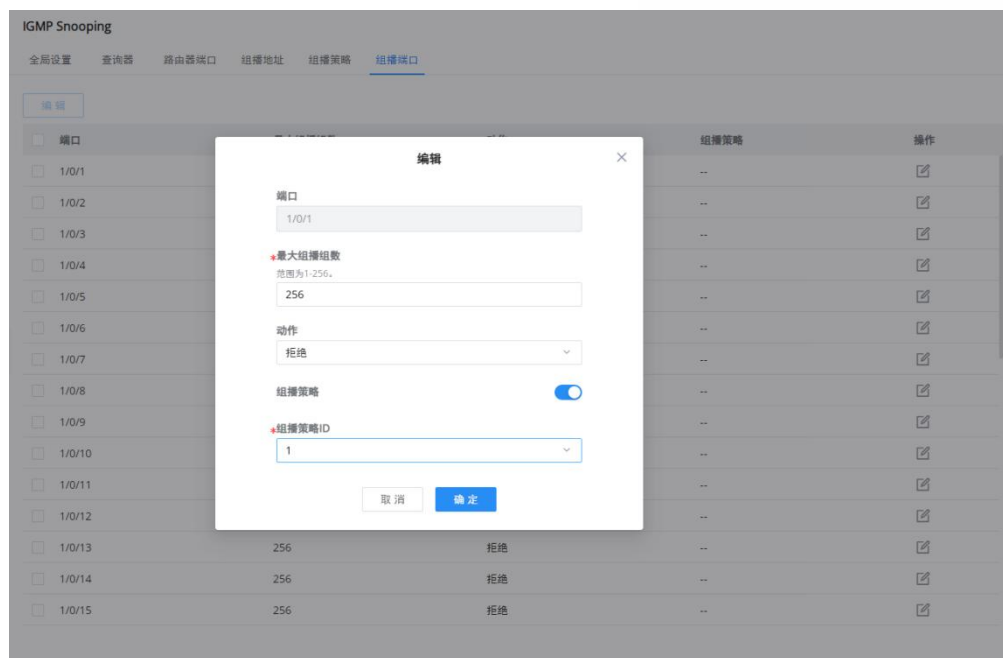 IGMP Snooping
全局设置 查询器 路由器端口 组播地址 组播策略 组播端口
编辑
端口 组播策略 操作
编辑
1/0/1 --
端口
1/0/1
1/0/2 --
1/0/3 --
*最大组播组数
1/0/4 --
范围为1-256。
1/0/5 256 --
1/0/6 动作 --
1/0/7 拒绝 --
1/0/8 组播策略 --
1/0/9 --
*组播策略ID
1/0/10 1 --
1/0/11 --
取消 确定
1/0/12 --
1/0/13 256 拒绝 --
1/0/14 256 拒绝 --
1/0/15 256 拒绝 --